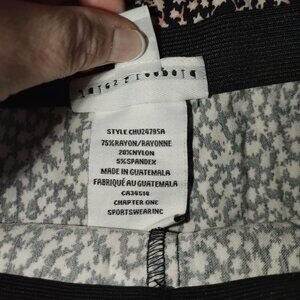 STYLE CHU24795A
75%RAYON/RAYONNE
20%NYLON
5%SPANDEX
MADE IN GUATEMALA
FABRIQUÉ AU GUATEMALA
CA34514
CHAPTER ONE
SPORTSWEAR INC